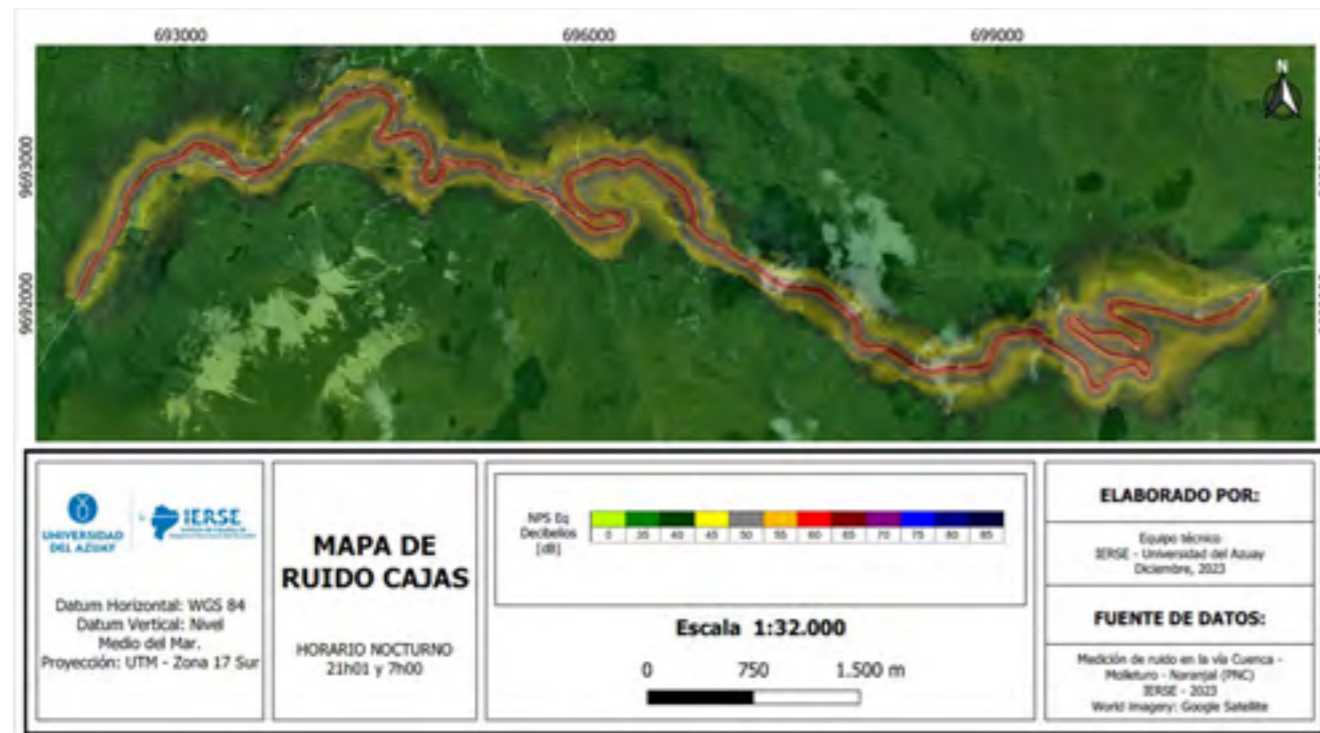 693000 696000 699000
N
9693000
9692000
UNIVERSIDAD
DEL AZUAY
IERSE
Datum Horizontal: WGS 84
Datum Vertical: Nivel
Medio del Mar.
Proyección: UTM - Zona 17 Sur
MAPA DE
RUIDO CAJAS
HORARIO NOCTURNO
21h01 y 7h00
NPS Eq
Decibelios
[dB]
0 35 40 45 50 55 60 65 70 75 80 85
Escala 1:32.000
0 750 1.500 m
ELABORADO POR:
Equipo técnico
IERSE - Universidad del Azuay
Diciembre, 2023
FUENTE DE DATOS:
Medición de ruido en la vía Cuenca -
Molleturo - Naranjal (PNC)
IERSE - 2023
World Imagery: Google Satellite